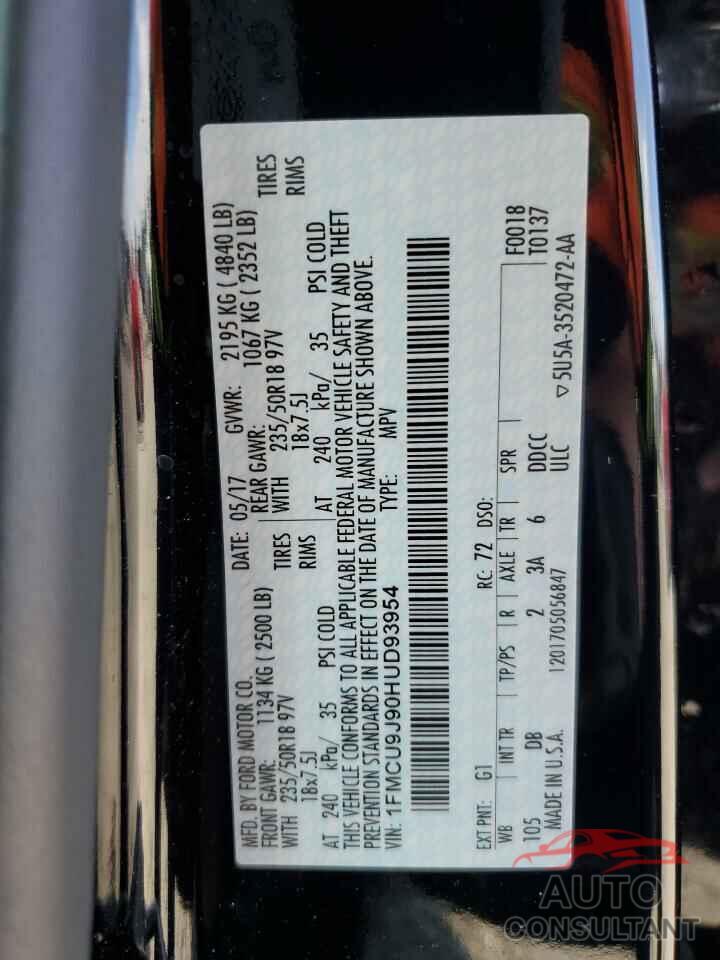 MFD. BY FORD MOTOR CO.
DATE: 05/17 GVWR: 2195 KG ( 4840 LB)
FRONT GAWR: 1134 KG ( 2500 LB)
REAR GAWR: 1067 KG ( 2352 LB)
WITH 235/50R18 97V TIRES
WITH 235/50R18 97V TIRES
18x7.5J RIMS
18x7.5J RIMS
AT 240 kPa/ 35 PSI COLD
AT 240 kPa/ 35 PSI COLD
THIS VEHICLE CONFORMS TO ALL APPLICABLE FEDERAL MOTOR VEHICLE SAFETY AND THEFT
PREVENTION STANDARDS IN EFFECT ON THE DATE OF MANUFACTURE SHOWN ABOVE.
VIN: 1FMCU9J90HUD93954 TYPE: MPV
EXT PNT: G1 RC: 72 DSO: F0018
T0137
WB INT TR TP/PS R AXLE TR SPR
105 DB 2 3A 6 DDCC
MADE IN U.S.A. 1201705056847 ULC
▽5U5A-3520472-AA
AUTO
CONSULTANT